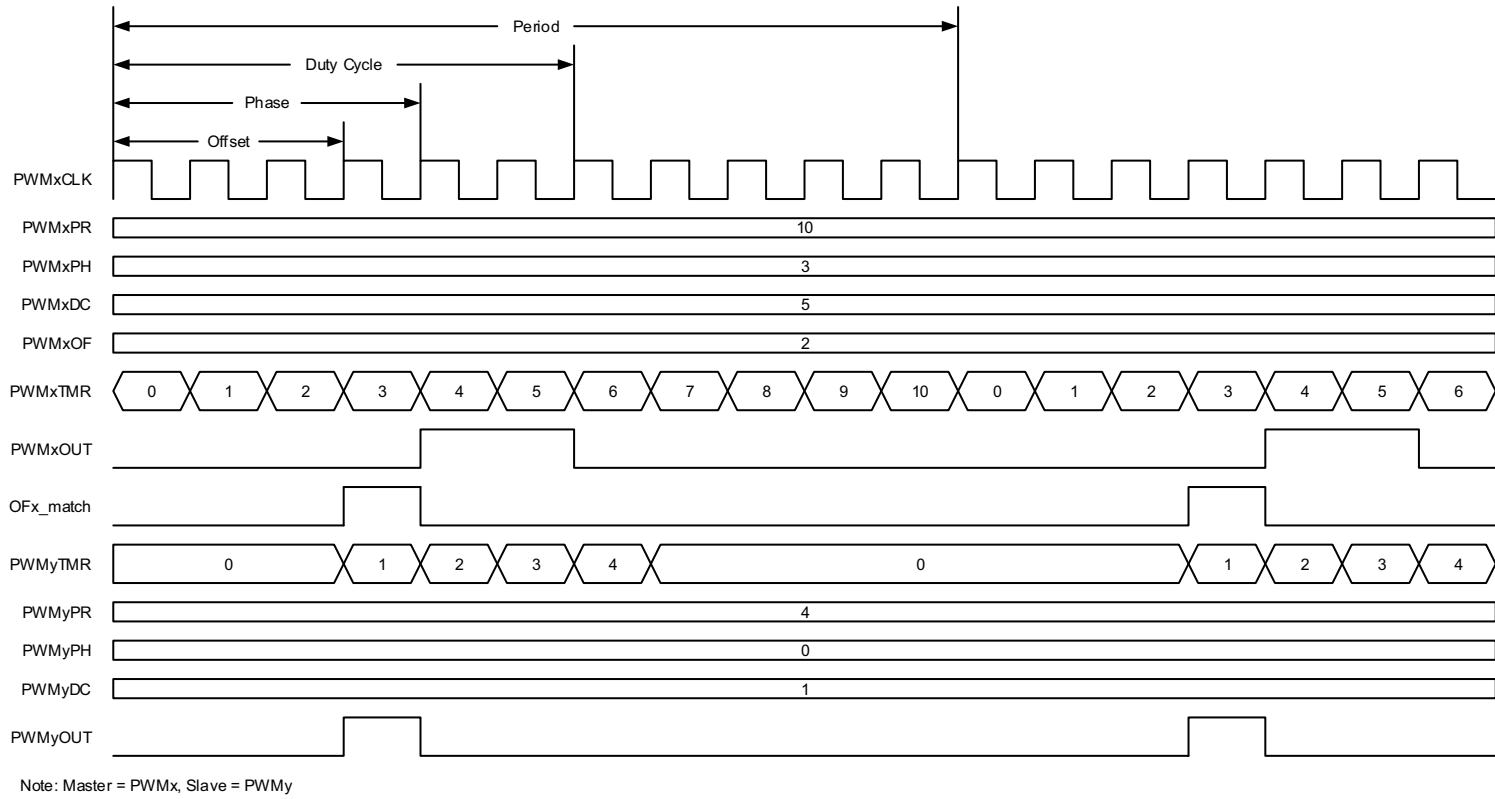 Period
Duty Cycle
Phase
Offset
PWMxCLK
PWMxPR 10
PWMxPH 3
PWMxDC 5
PWMxOF 2
PWMxTMR 0 1 2 3 4 5 6 7 8 9 10 0 1 2 3 4 5 6
PWMxOUT
OFx_match
PWMyTMR 0 1 2 3 4 0 1 2 3 4
PWMyPR 4
PWMyPH 0
PWMyDC 1
PWMyOUT
Note: Master = PWMx, Slave = PWMy